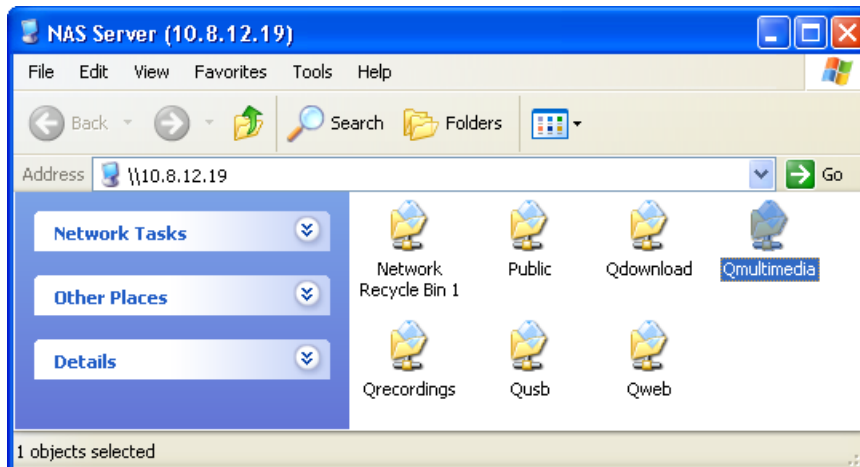 NAS Server (10.8.12.19)
File Edit View Favorites Tools Help
Back Search Folders
Address \\10.8.12.19 Go
Network Tasks
Other Places
Details
Network
Recycle Bin 1
Public
Qdownload
Qmultimedia
Qrecordings
Qusb
Qweb
1 objects selected